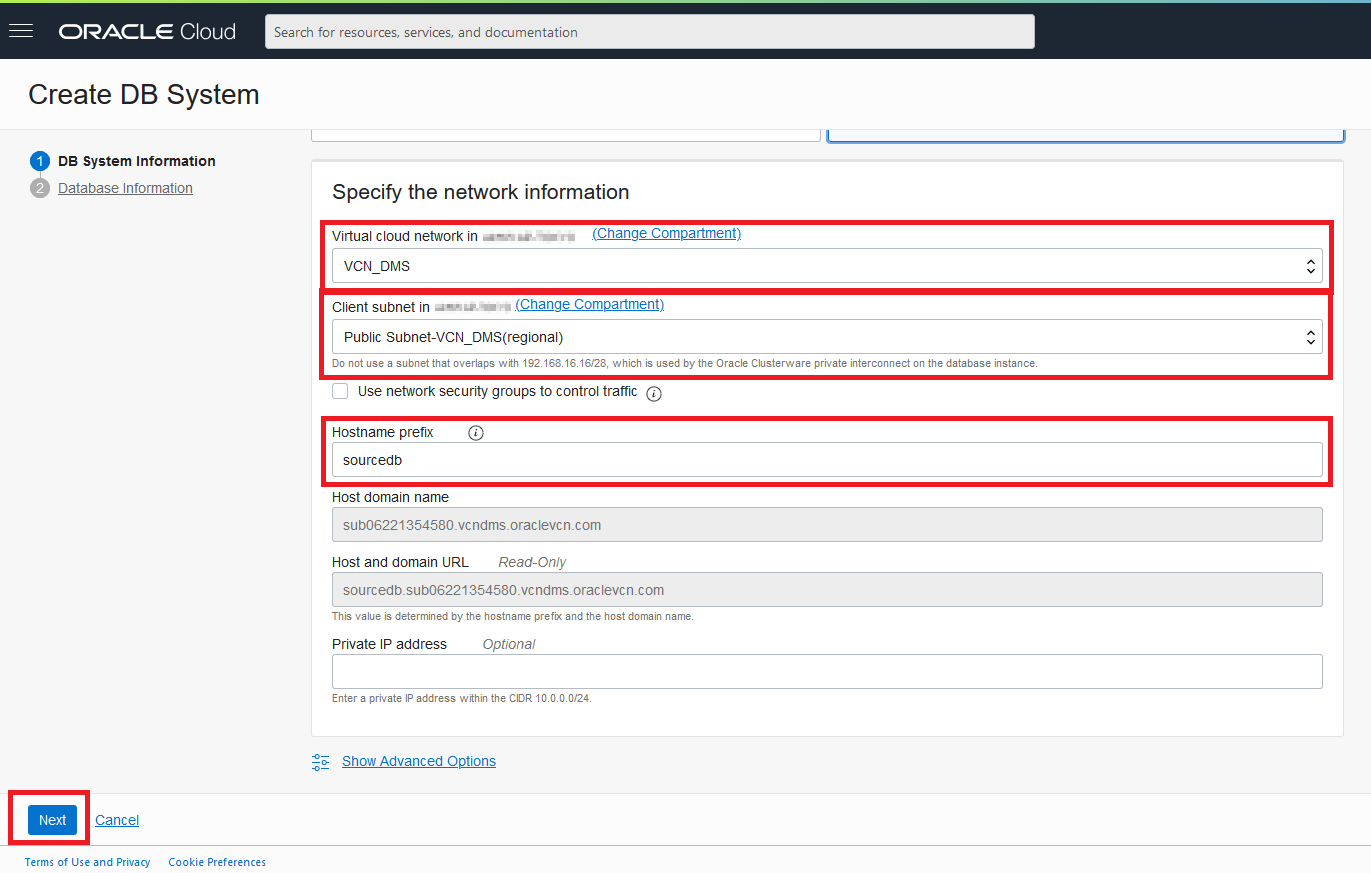 ORACLE Cloud
Search for resources, services, and documentation
Create DB System
1 DB System Information
2 Database Information
Specify the network information
Virtual cloud network in (Change Compartment)
VCN_DMS
Client subnet in (Change Compartment)
Public Subnet-VCN_DMS(regional)
Do not use a subnet that overlaps with 192.168.16.16/28, which is used by the Oracle Clusterware private interconnect on the database instance.
Use network security groups to control traffic i
Hostname prefix i
sourcedb
Host domain name
sub06221354580.vcndms.oraclevcn.com
Host and domain URL Read-Only
sourcedb.sub06221354580.vcndms.oraclevcn.com
This value is determined by the hostname prefix and the host domain name.
Private IP address Optional
Enter a private IP address within the CIDR 10.0.0.0/24.
Show Advanced Options
Next Cancel
Terms of Use and Privacy Cookie Preferences